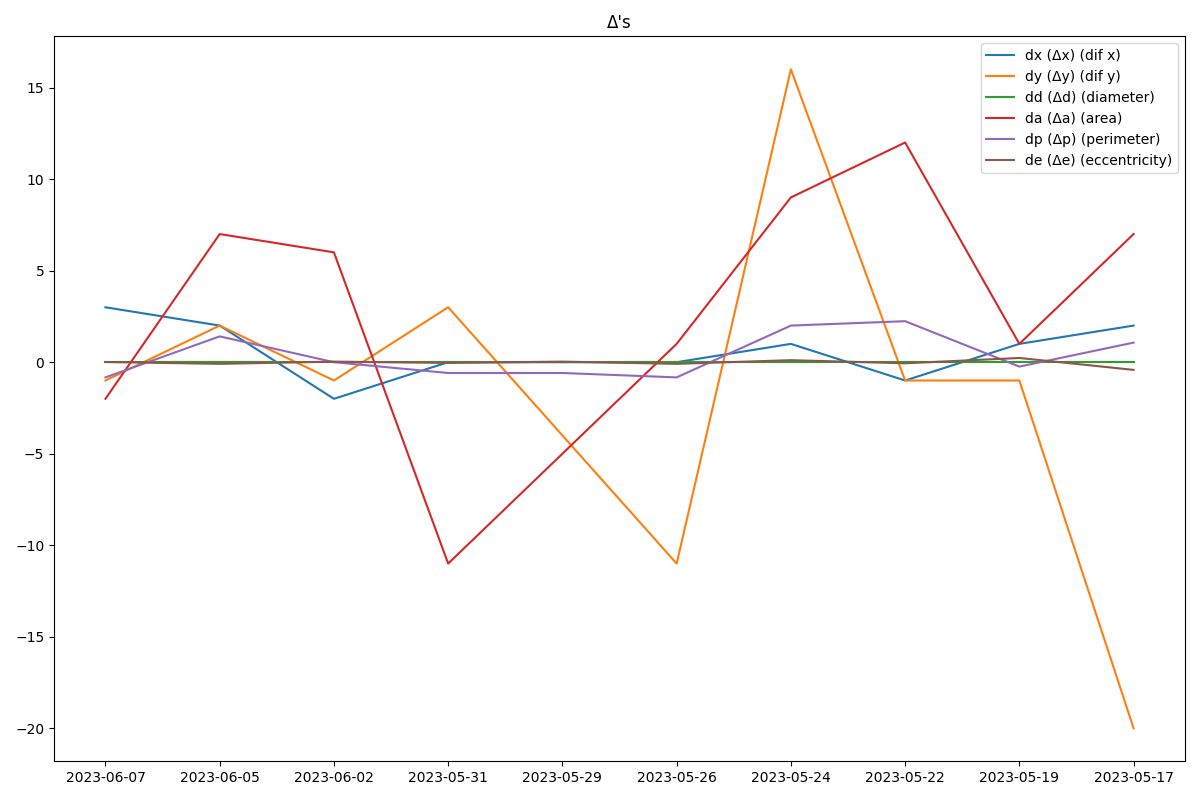 Δ's
dx (Δx) (dif x)
dy (Δy) (dif y)
dd (Δd) (diameter)
da (Δa) (area)
dp (Δp) (perimeter)
de (Δe) (eccentricity)
15
10
5
0
−5
−10
−15
−20
2023-06-07 2023-06-05 2023-06-02 2023-05-31 2023-05-29 2023-05-26 2023-05-24 2023-05-22 2023-05-19 2023-05-17